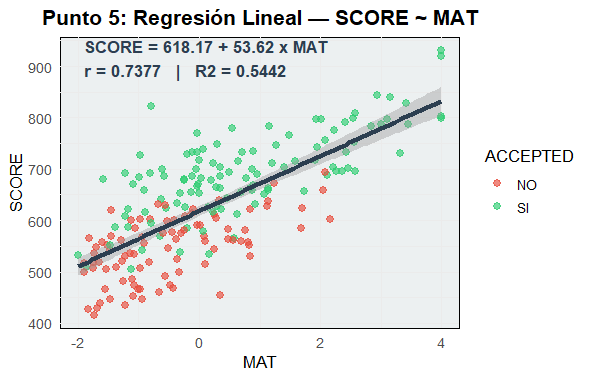 Punto 5: Regresión Lineal — SCORE ~ MAT
SCORE = 618.17 + 53.62 x MAT
r = 0.7377 | R2 = 0.5442
900
800
700
600
500
400
SCORE
-2
0
2
4
MAT
ACCEPTED
NO
SI